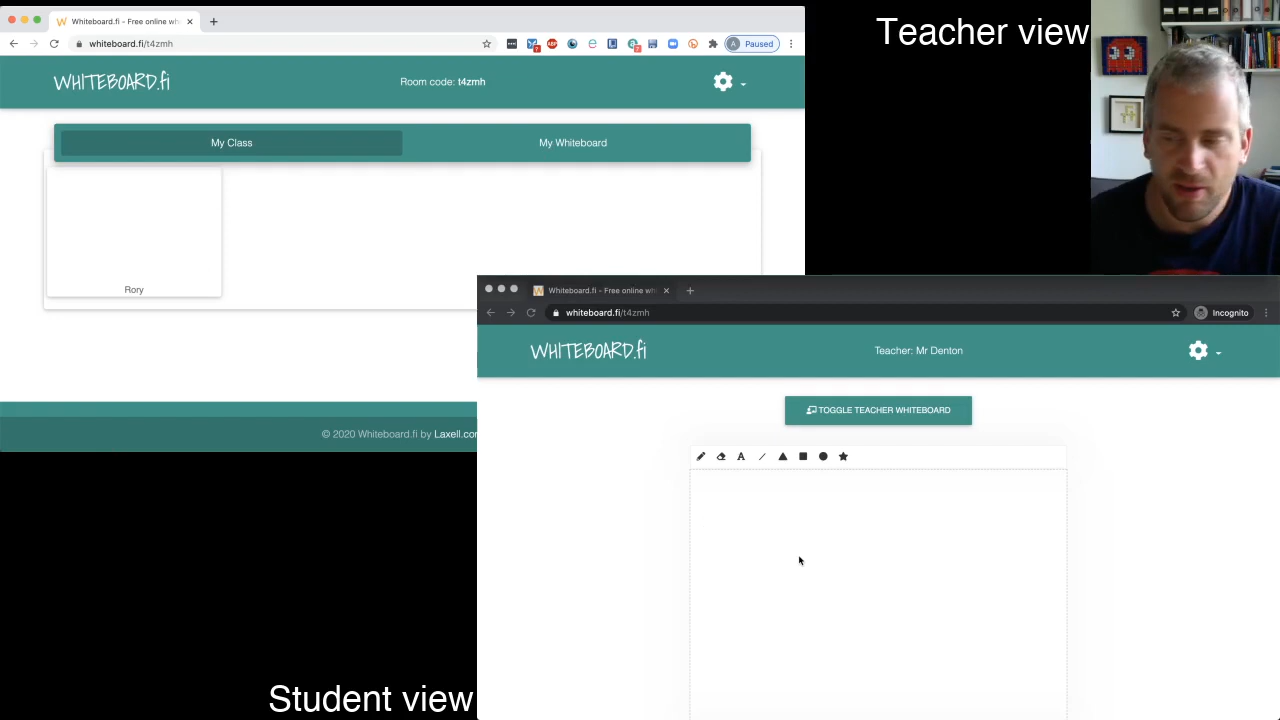 Whiteboard.fi - Free online wh
Teacher view
whiteboard.fi/t4zmh
Paused
WHITEBOARD.fi
Room code: t4zmh
My Class
My Whiteboard
Rory
Whiteboard.fi - Free online wh
whiteboard.fi/t4zmh
Incognito
WHITEBOARD.fi
Teacher: Mr Denton
TOGGLE TEACHER WHITEBOARD
© 2020 Whiteboard.fi by Laxell.co
A
Student view